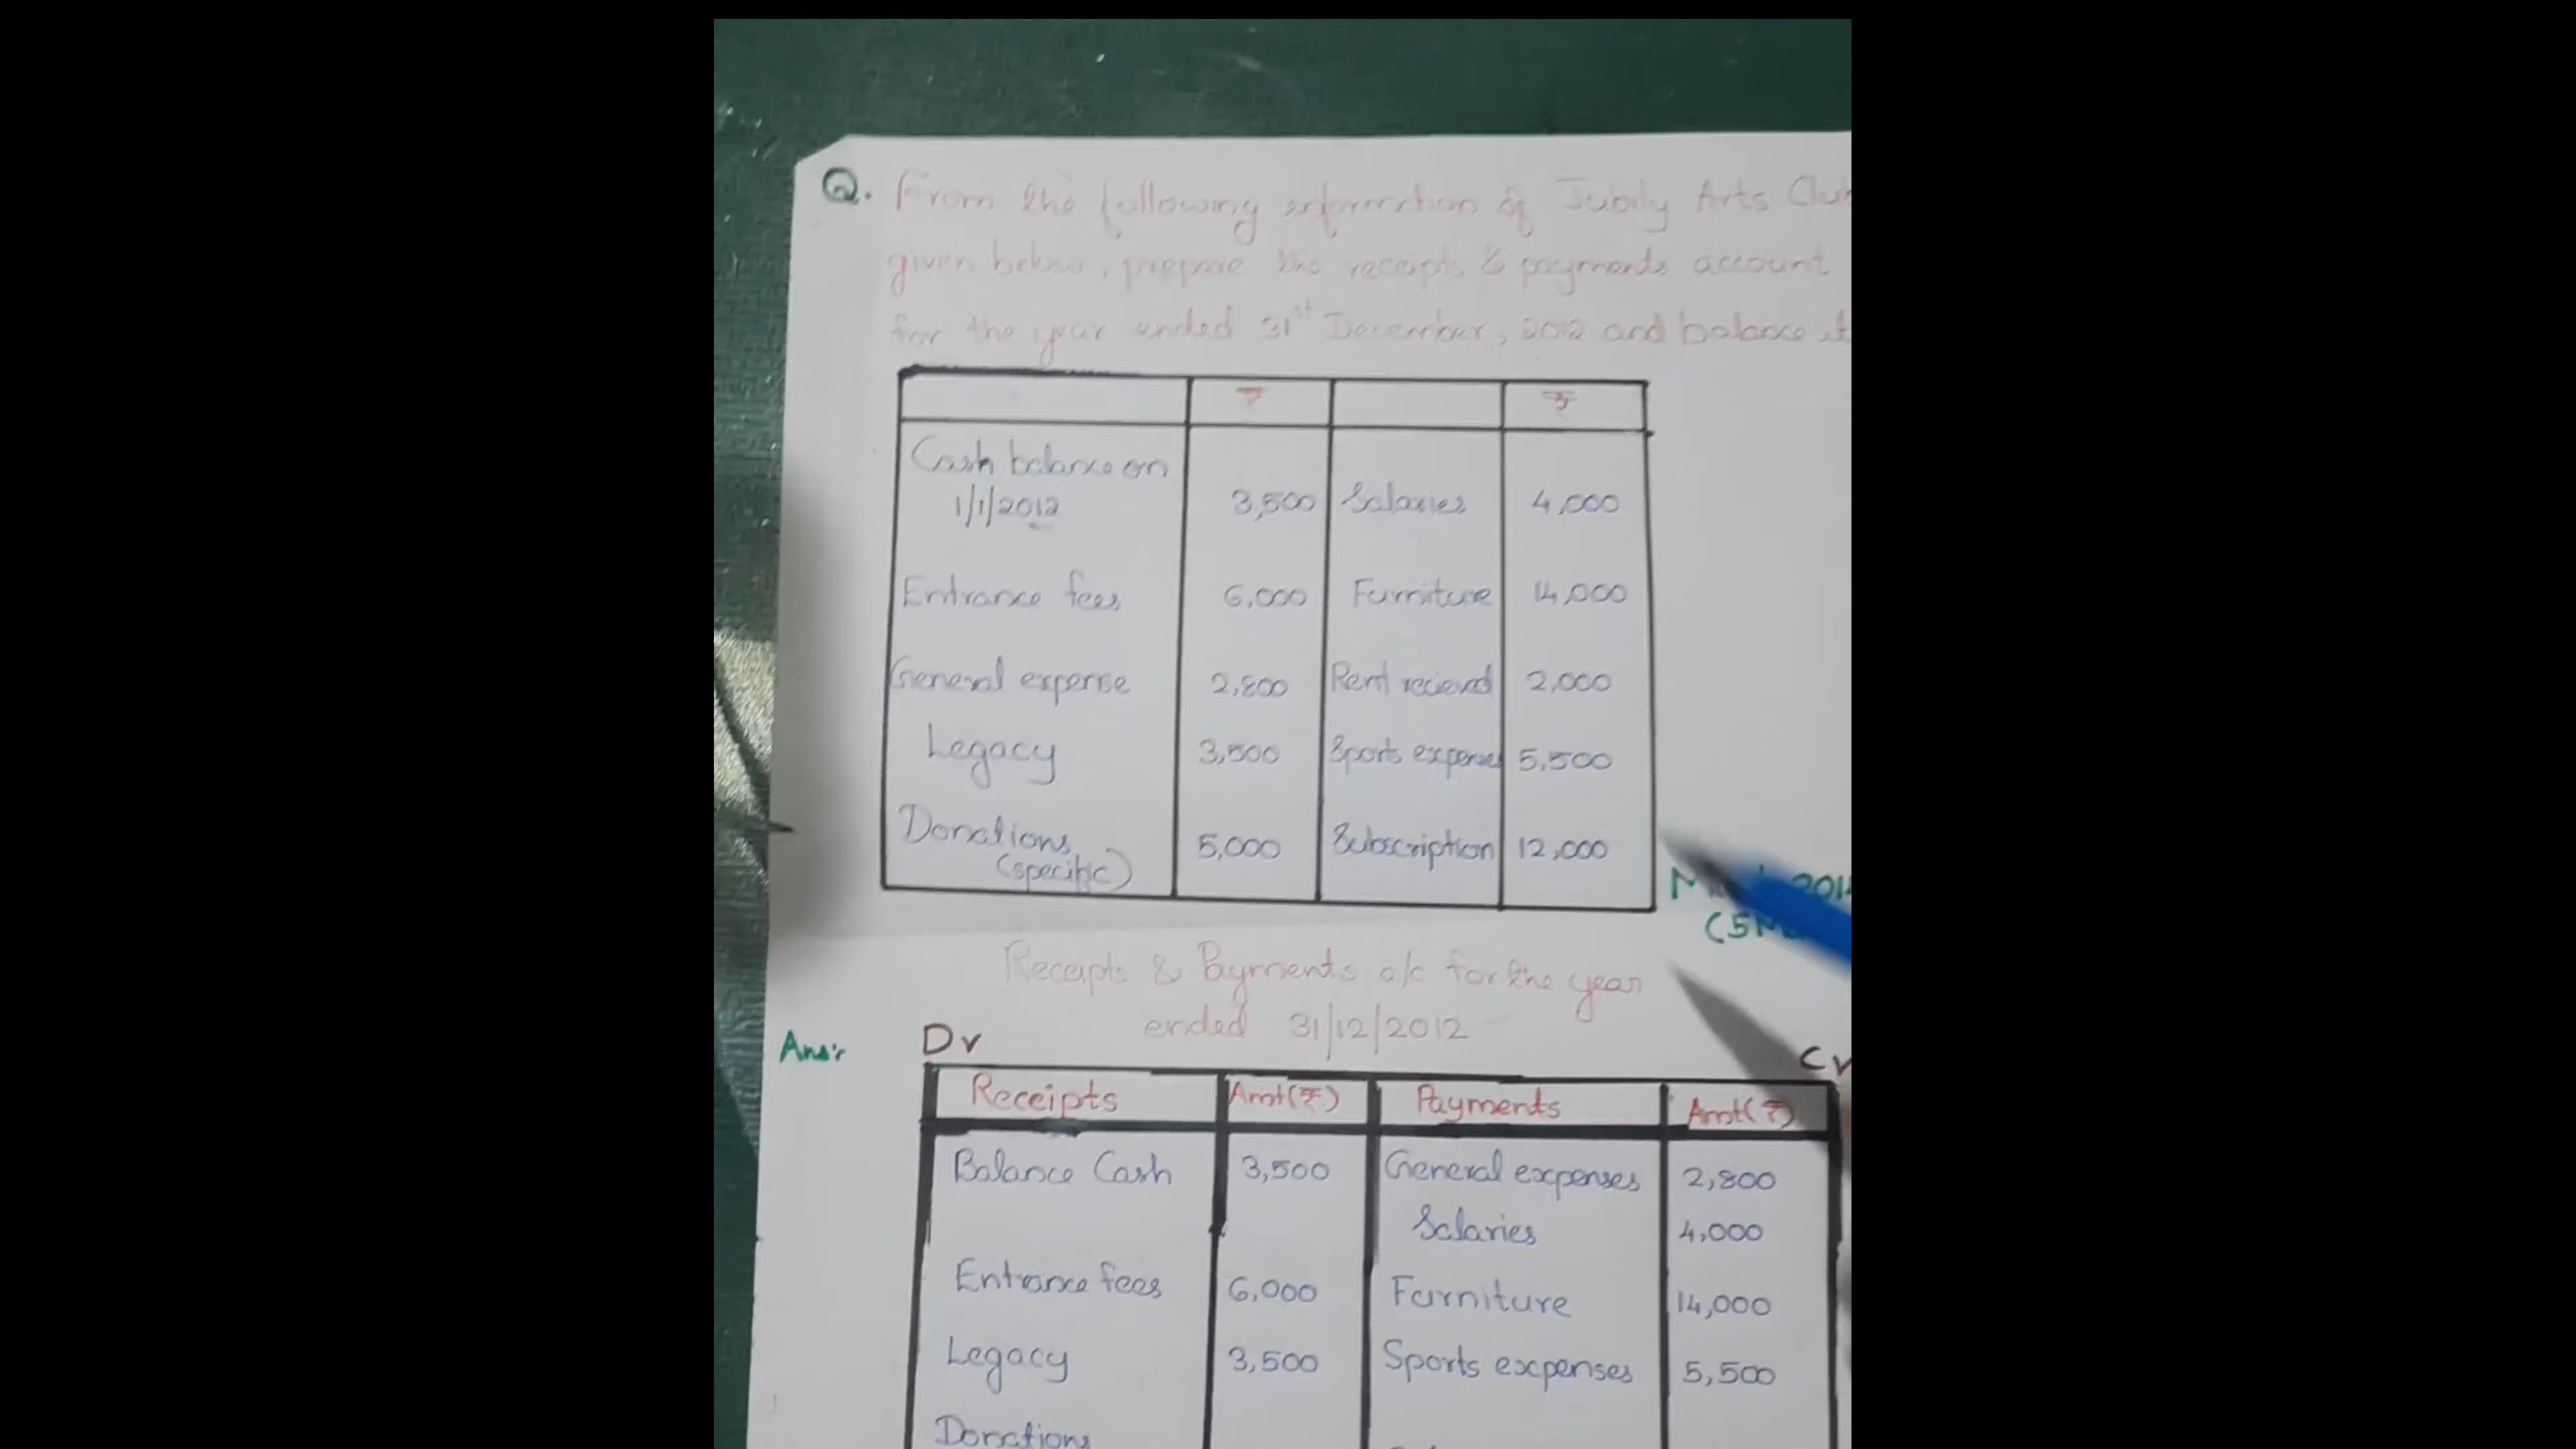 Q. From the following information of Jubily Arts Club
given below, prepare the receipts & payments account
for the year ended 31st December, 2012 and balance it
₹ ₹
Cash balance on
1/1/2012 3,500 Salaries 4,000
Entrance fees 6,000 Furniture 14,000
General expense 2,800 Rent recieved 2,000
Legacy 3,500 Sports expenses 5,500
Donations 5,000 Subscription 12,000
(specific)
(5M
Receipts & Payments a/c for the year
ended 31/12/2012
Ans:
Dr Cr
Receipts Amt(₹) Payments Amt(₹)
Balance Cash 3,500 General expenses 2,800
Salaries 4,000
Entrance fees 6,000 Furniture 14,000
Legacy 3,500 Sports expenses 5,500
Donations